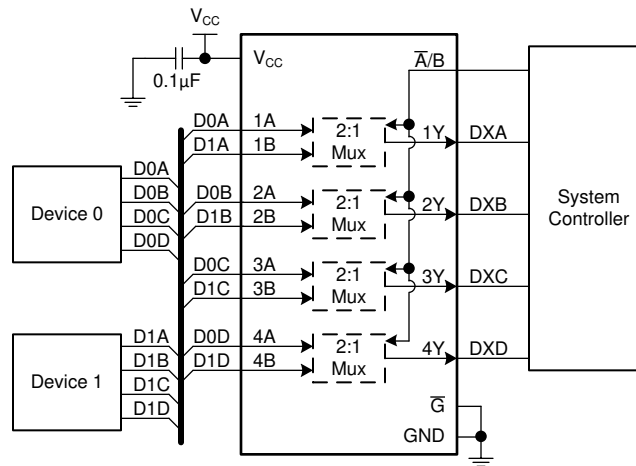 V_CC
0.1µF
V_CC
A̅/B
D0A 1A
D1A 1B
2:1
Mux
1Y DXA
D0B 2A
D1B 2B
2:1
Mux
2Y DXB
D0C 3A
D1C 3B
2:1
Mux
3Y DXC
D0D 4A
D1D 4B
2:1
Mux
4Y DXD
G̅
GND
Device 0
D0A
D0B
D0C
D0D
Device 1
D1A
D1B
D1C
D1D
System
Controller